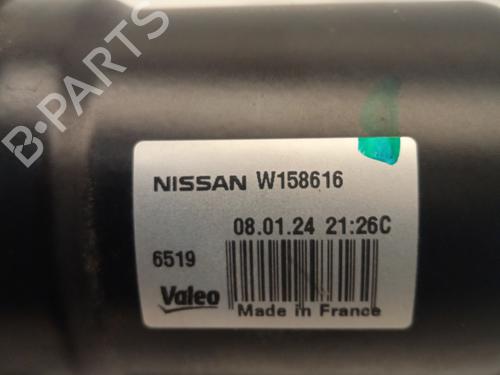 B-PARTS
NISSAN W158616
08.01.24 21:26C
6519
Valeo
Made in France